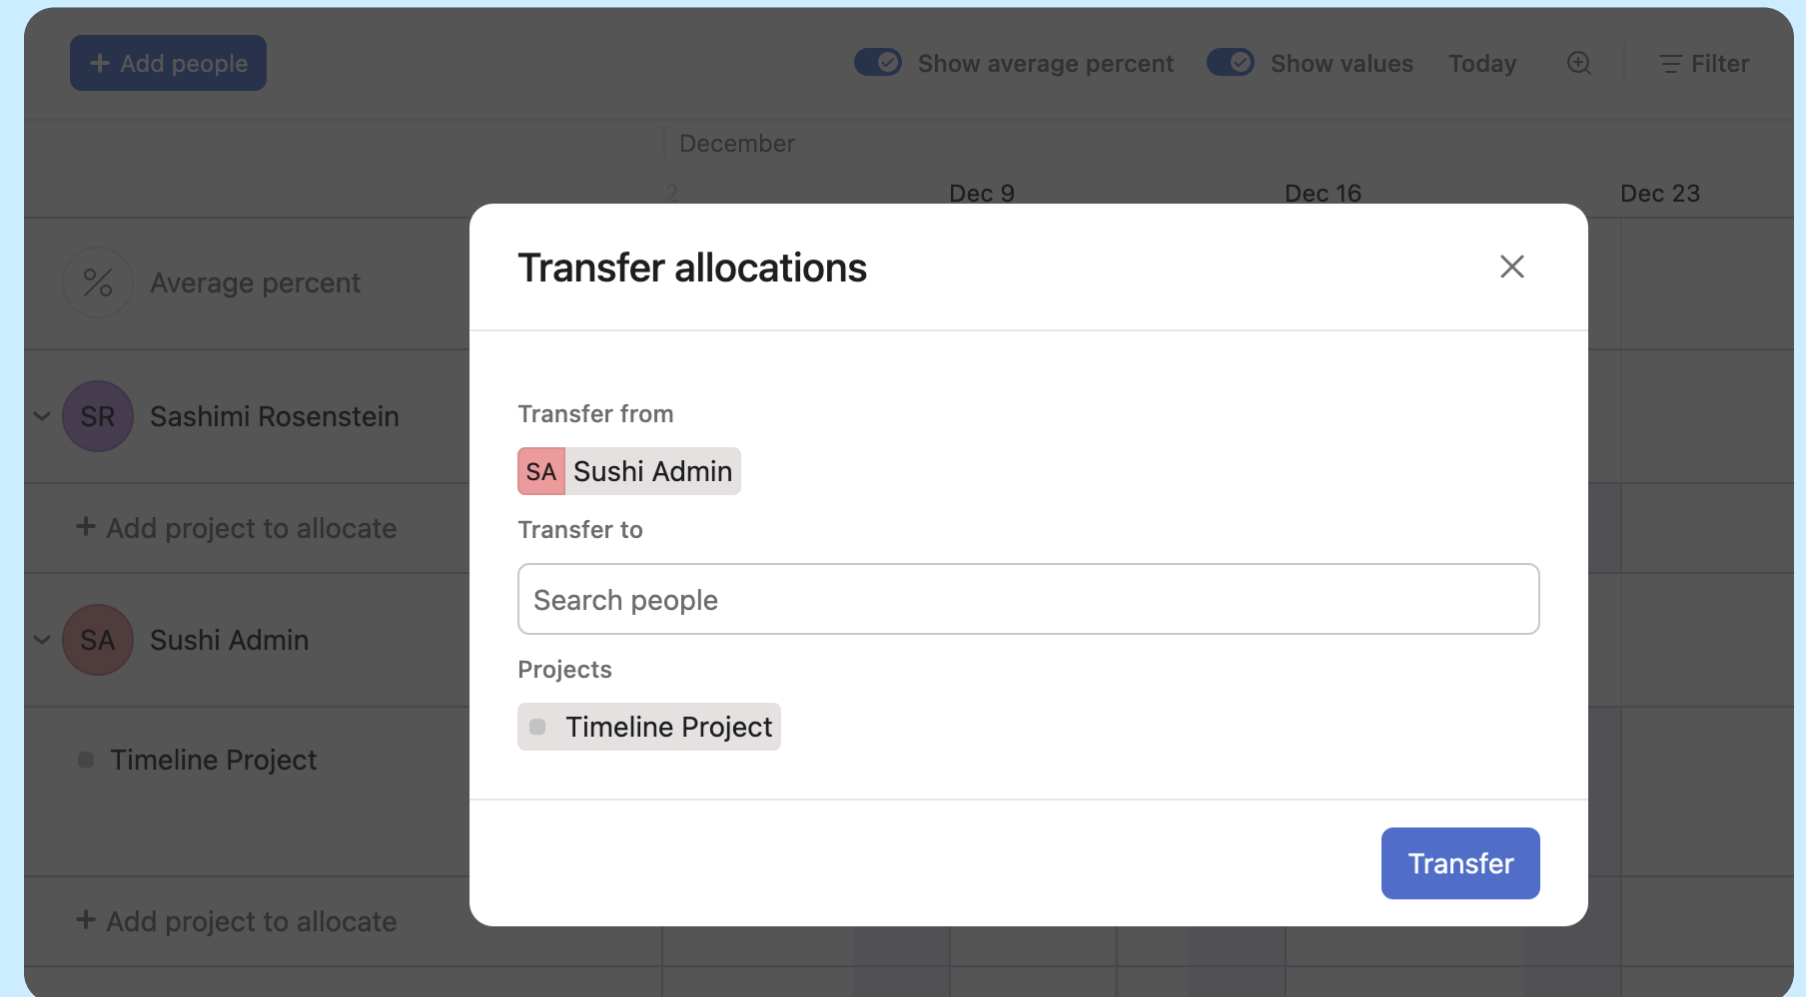 + Add people
Show average percent
Show values
Today
Filter
December
2
Dec 9
Dec 16
Dec 23
Transfer allocations
% Average percent
Transfer from
SR Sashimi Rosenstein
SA Sushi Admin
Transfer to
+ Add project to allocate
Search people
SA Sushi Admin
Projects
Timeline Project
Timeline Project
Transfer
+ Add project to allocate